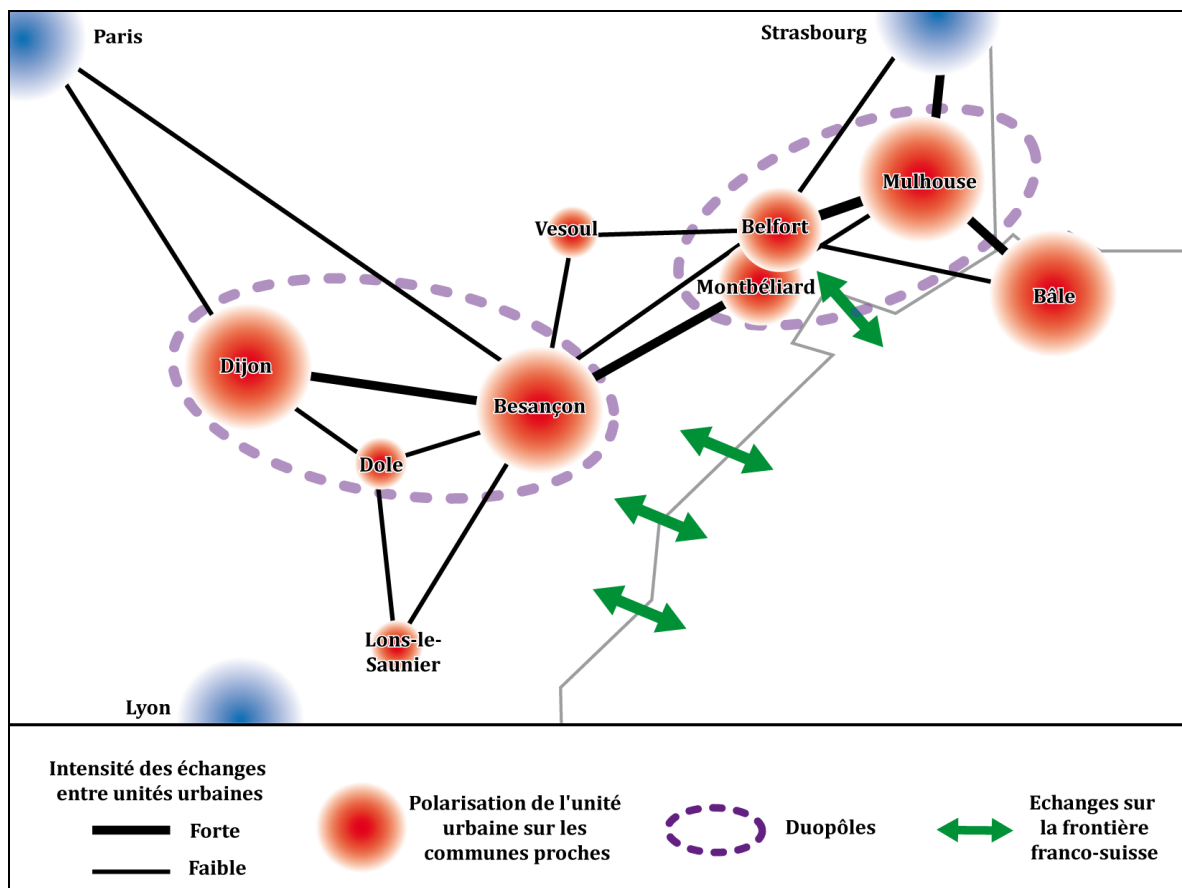 Paris
Strasbourg
Mulhouse
Vesoul
Belfort
Montbéliard
Bâle
Dijon
Besançon
Dole
Lons-le-
Saunier
Lyon
Intensité des échanges
entre unités urbaines
Forte
Faible
Polarisation de l'unité
urbaine sur les
communes proches
Duopôles
Echanges sur
la frontière
franco-suisse